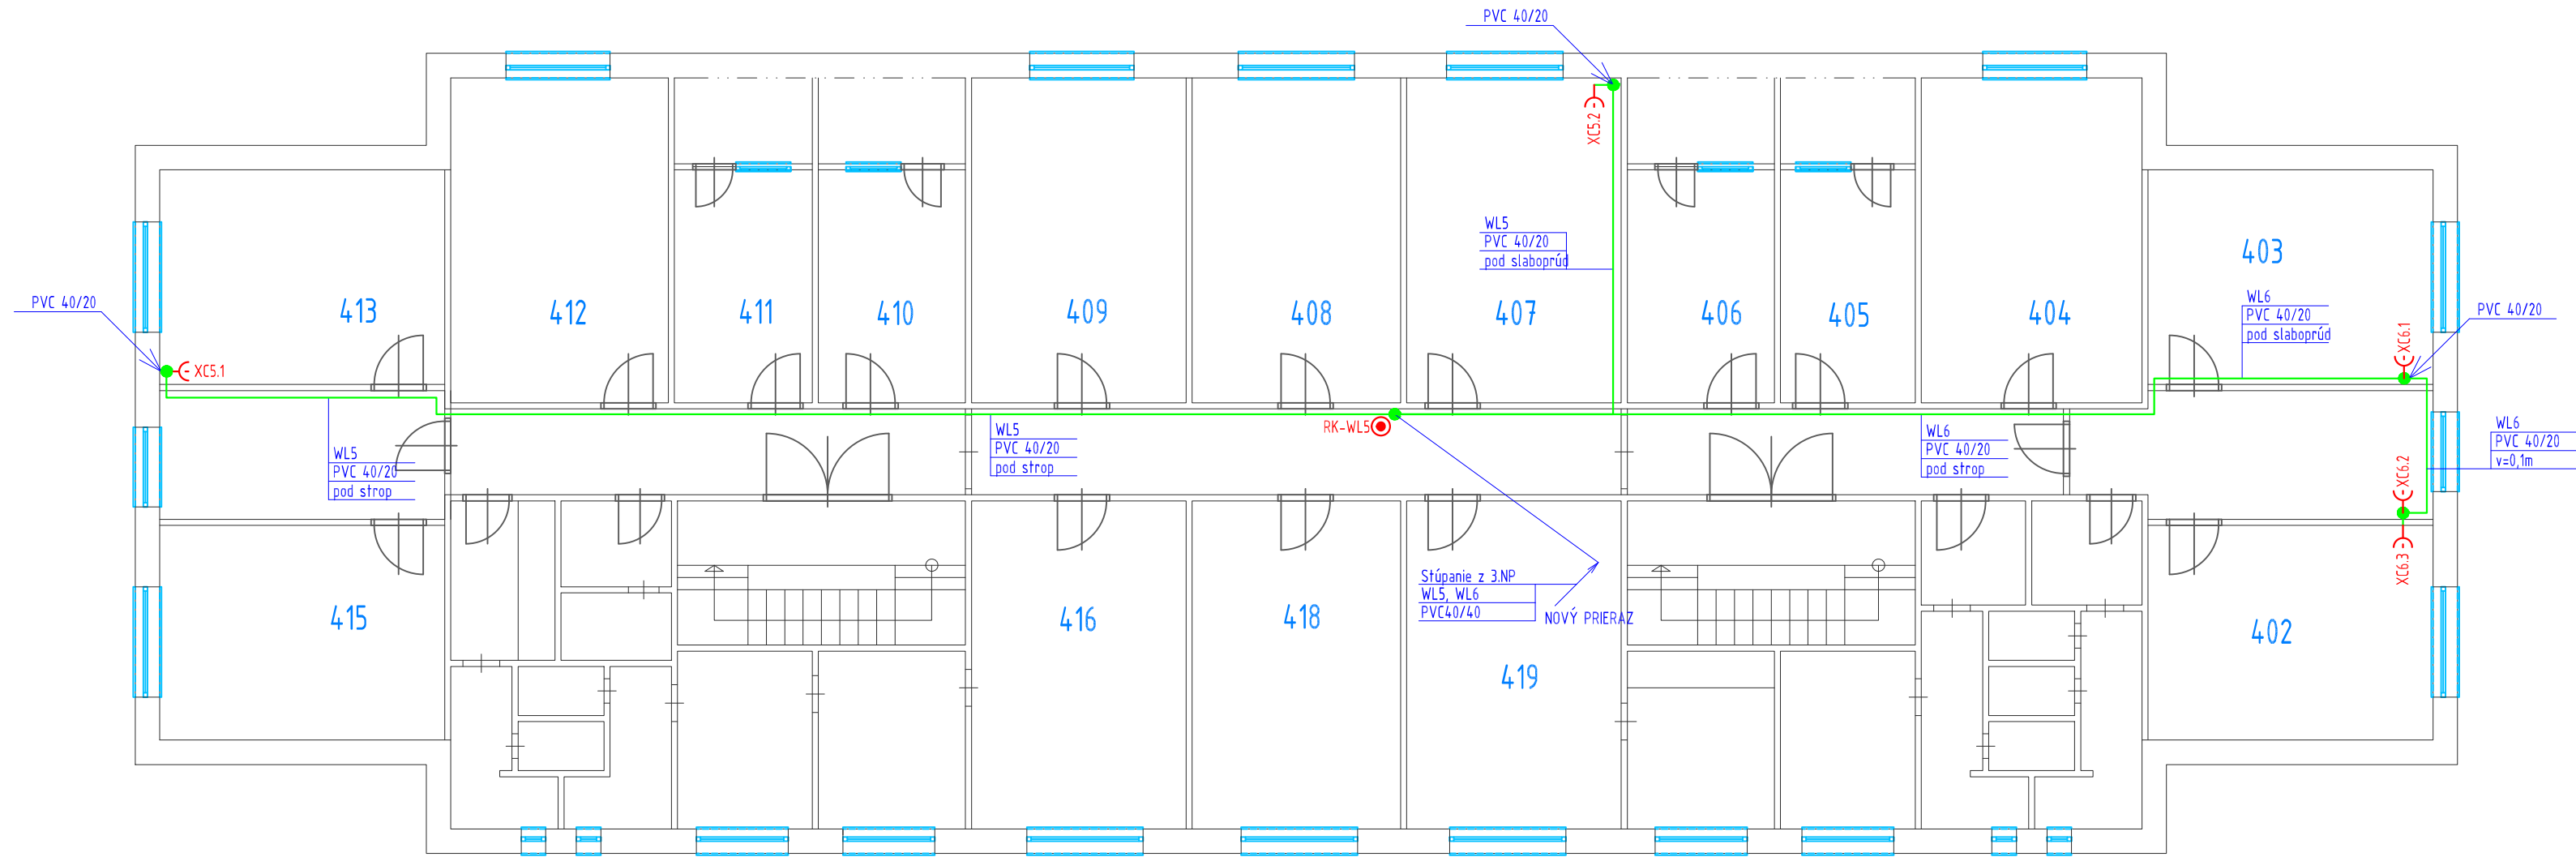 PVC 40/20
413
412
411
410
409
408
407
406
405
404
403
PVC 40/20
XC5.1
XC5.2
WL5
PVC 40/20
pod slaboprúd
WL6
PVC 40/20
pod slaboprúd
XC6.1
PVC 40/20
RK-WL5
WL5
PVC 40/20
pod strop
WL5
PVC 40/20
pod strop
WL6
PVC 40/20
pod strop
WL6
PVC 40/20
v=0,1m
XC6.2
XC6.3
Stúpanie z 3.NP
WL5, WL6
PVC40/40
NOVÝ PRIERAZ
415
416
418
419
402